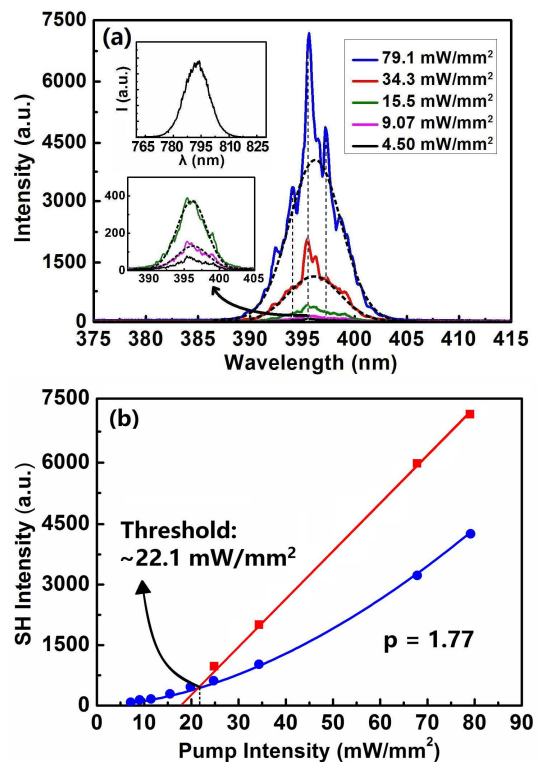 (a)
7500
6000
4500
3000
1500
0
Intensity (a.u.)
I (a.u.)
765 780 795 810 825
λ (nm)
79.1 mW/mm²
34.3 mW/mm²
15.5 mW/mm²
9.07 mW/mm²
4.50 mW/mm²
400
200
0
390 395 400 405
375 380 385 390 395 400 405 410 415
Wavelength (nm)
(b)
7500
6000
4500
3000
1500
0
SH Intensity (a.u.)
Threshold:
~22.1 mW/mm²
p = 1.77
0 10 20 30 40 50 60 70 80 90
Pump Intensity (mW/mm²)